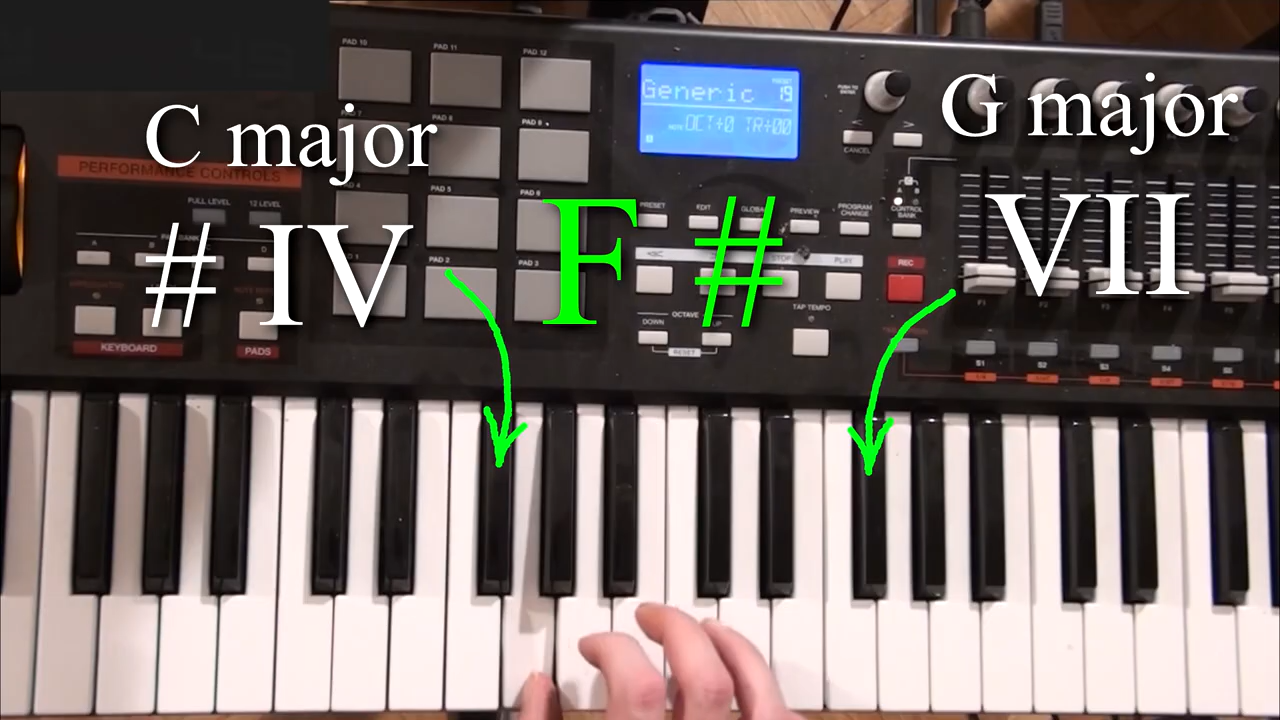 PAD 10 PAD 11 PAD 12
Generic 19
OCT+0 TR+00
CANCEL
C major
G major
PERFORMANCE CONTROLS
PAD 5
FULL LEVEL 12 LEVEL
# IV
F #
VII
PRESET EDIT GLOBAL PREVIEW PROGRAM CHANGE
CONTROL BANK
STOP PLAY REC
PAD 2 PAD 3
TAP TEMPO
OCTAVE
DOWN UP
RESET
KEYBOARD PADS
S1 S2 S3 S4 S5